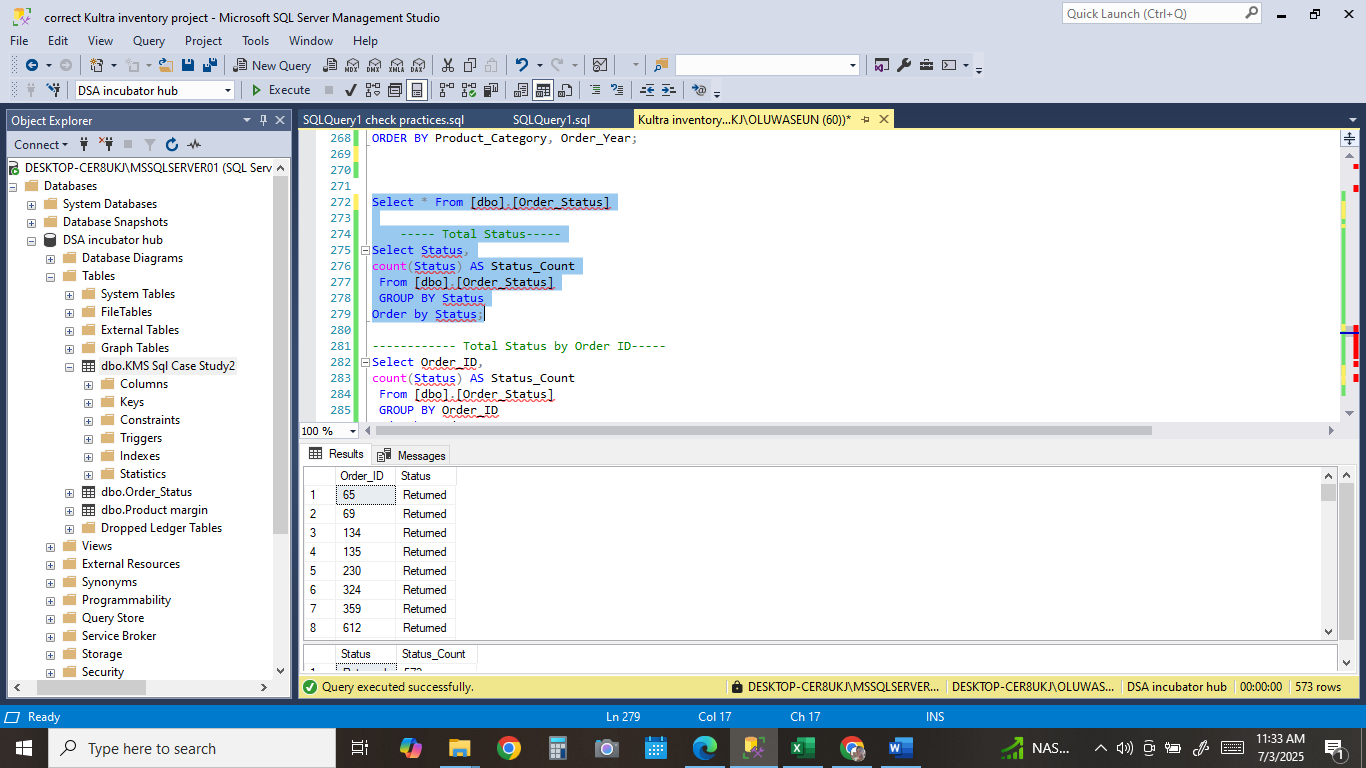 correct Kultra inventory project - Microsoft SQL Server Management Studio
Quick Launch (Ctrl+Q)
File Edit View Query Project Tools Window Help
New Query MDX DMX XMLA DAX
DSA incubator hub Execute
Object Explorer
Connect
DESKTOP-CER8UKJ\MSSQLSERVER01 (SQL Serv
Databases
System Databases
Database Snapshots
DSA incubator hub
Database Diagrams
Tables
System Tables
FileTables
External Tables
Graph Tables
dbo.KMS Sql Case Study2
Columns
Keys
Constraints
Triggers
Indexes
Statistics
dbo.Order_Status
dbo.Product margin
Dropped Ledger Tables
Views
External Resources
Synonyms
Programmability
Query Store
Service Broker
Storage
Security
SQLQuery1 check practices.sql SQLQuery1.sql Kultra inventory...KJ\OLUWASEUN (60))*
268 ORDER BY Product_Category, Order_Year;
269
270
271
272 Select * From [dbo].[Order_Status]
273
274 ----- Total Status-----
275 Select Status,
276 count(Status) AS Status_Count
277 From [dbo].[Order_Status]
278 GROUP BY Status
279 Order by Status;
280
281 ------------ Total Status by Order ID-----
282 Select Order_ID,
283 count(Status) AS Status_Count
284 From [dbo].[Order_Status]
285 GROUP BY Order_ID
100 %
Results Messages
Order_ID Status
1 65 Returned
2 69 Returned
3 134 Returned
4 135 Returned
5 230 Returned
6 324 Returned
7 359 Returned
8 612 Returned
Status Status_Count
Query executed successfully. DESKTOP-CER8UKJ\MSSQLSERVER... DESKTOP-CER8UKJ\OLUWAS... DSA incubator hub 00:00:00 573 rows
Ready Ln 279 Col 17 Ch 17 INS
Type here to search NAS... 11:33 AM
7/3/2025
1